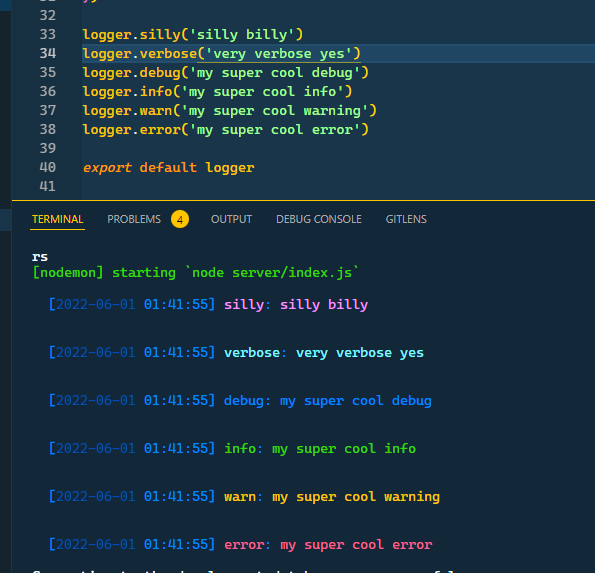 32
33 logger.silly('silly billy')
34 logger.verbose('very verbose yes')
35 logger.debug('my super cool debug')
36 logger.info('my super cool info')
37 logger.warn('my super cool warning')
38 logger.error('my super cool error')
39
40 export default logger
41
TERMINAL PROBLEMS 4 OUTPUT DEBUG CONSOLE GITLENS
rs
[nodemon] starting `node server/index.js`
[2022-06-01 01:41:55] silly: silly billy
[2022-06-01 01:41:55] verbose: very verbose yes
[2022-06-01 01:41:55] debug: my super cool debug
[2022-06-01 01:41:55] info: my super cool info
[2022-06-01 01:41:55] warn: my super cool warning
[2022-06-01 01:41:55] error: my super cool error